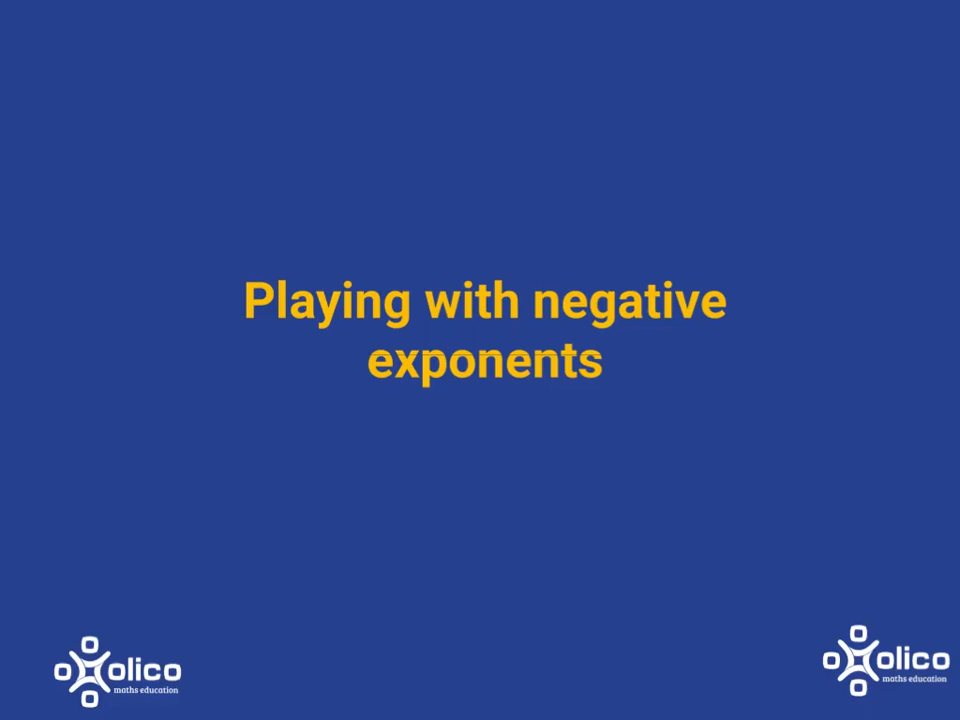 Playing with negative
exponents
olico
maths education
olico
maths education